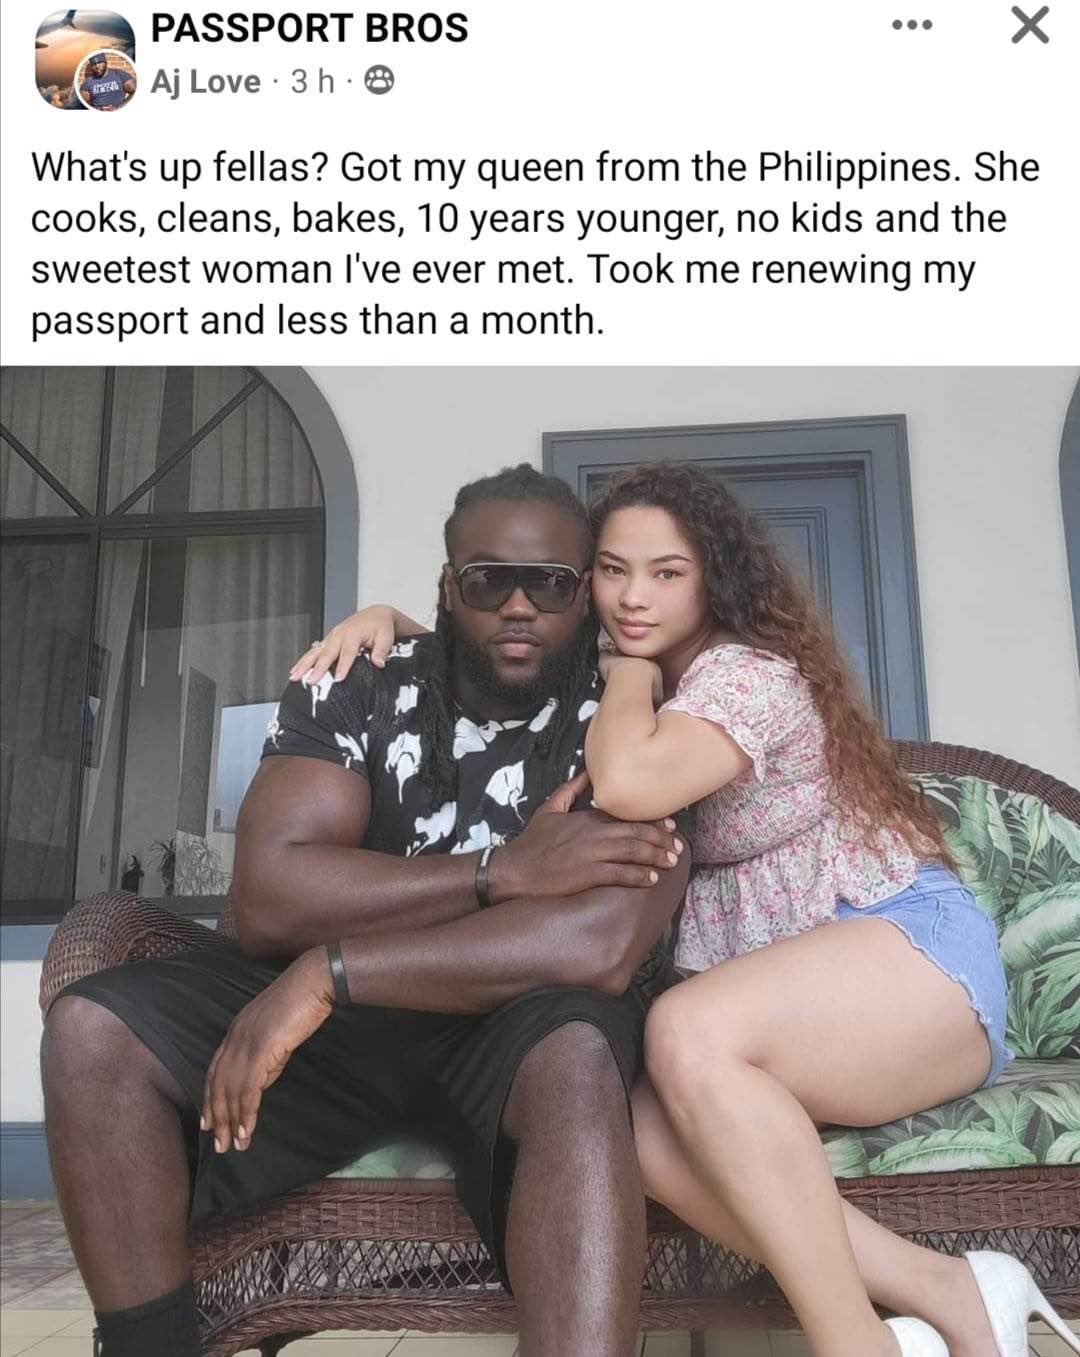 PASSPORT BROS
Aj Love · 3 h ·
What's up fellas? Got my queen from the Philippines. She
cooks, cleans, bakes, 10 years younger, no kids and the
sweetest woman I've ever met. Took me renewing my
passport and less than a month.